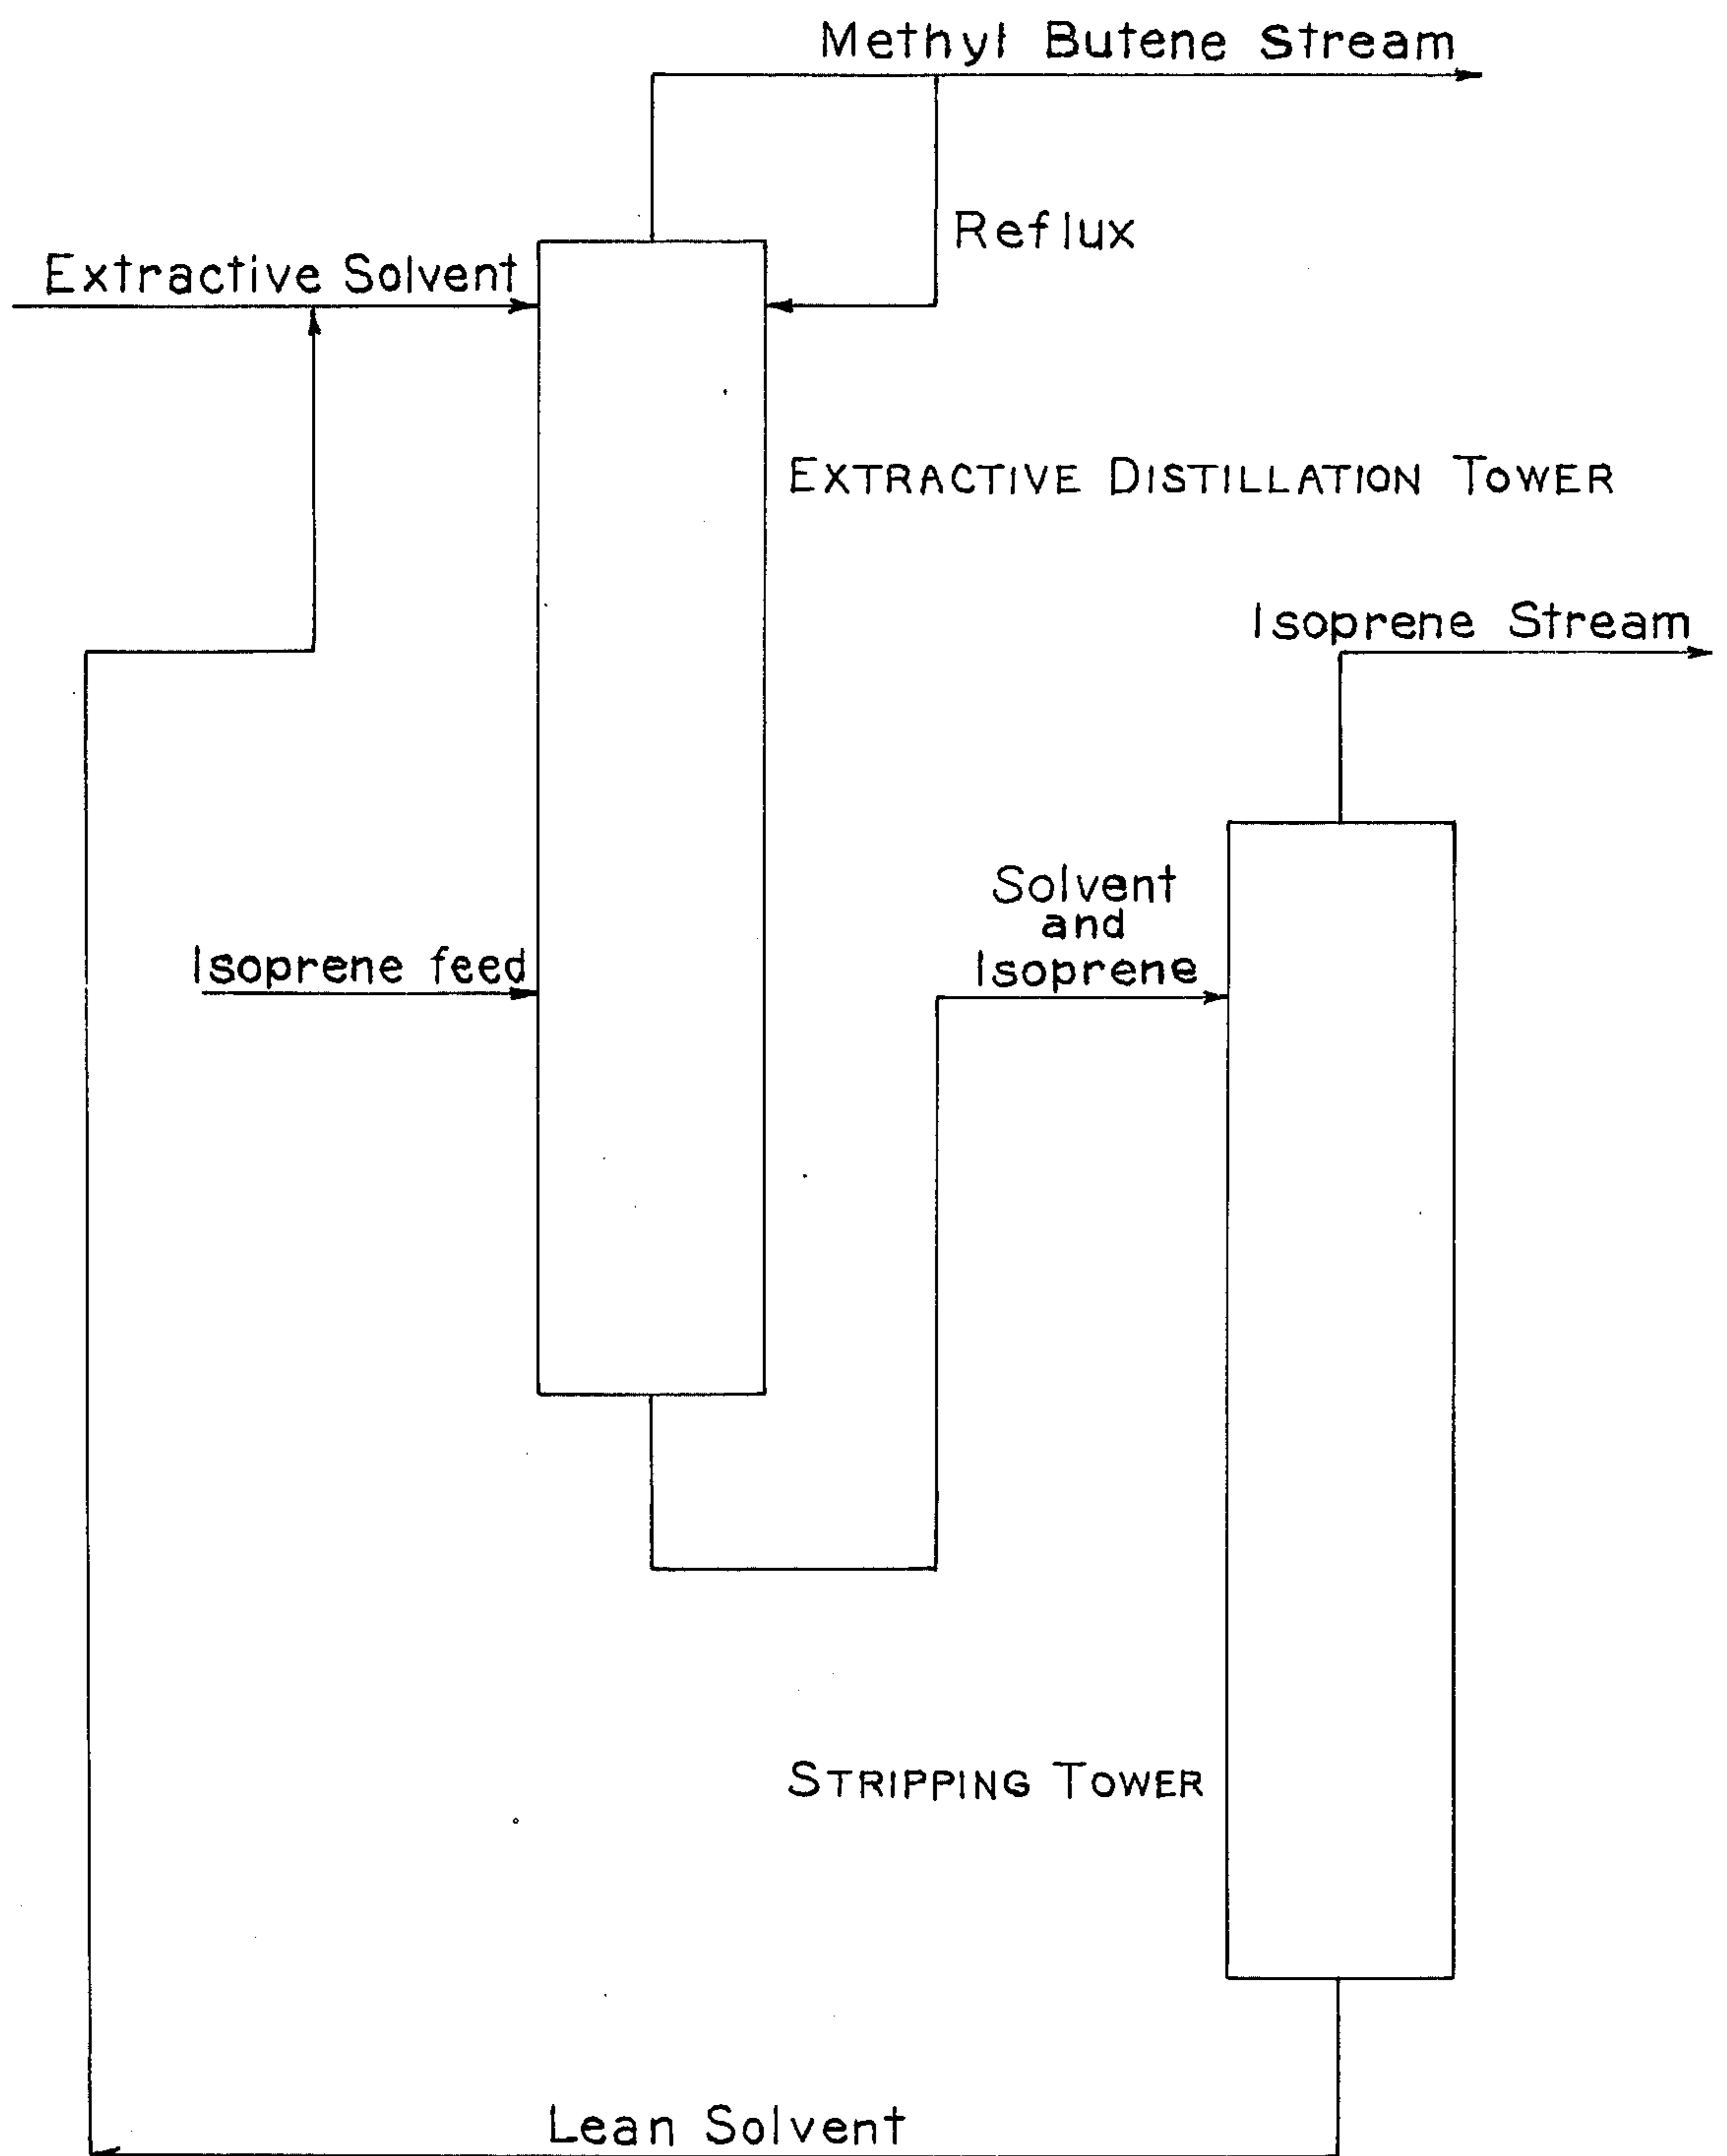 Methyl Butene Stream
Reflux
Extractive Solvent
EXTRACTIVE DISTILLATION TOWER
Isoprene Stream
Solvent
and
Isoprene
Isoprene feed
STRIPPING TOWER
Lean Solvent